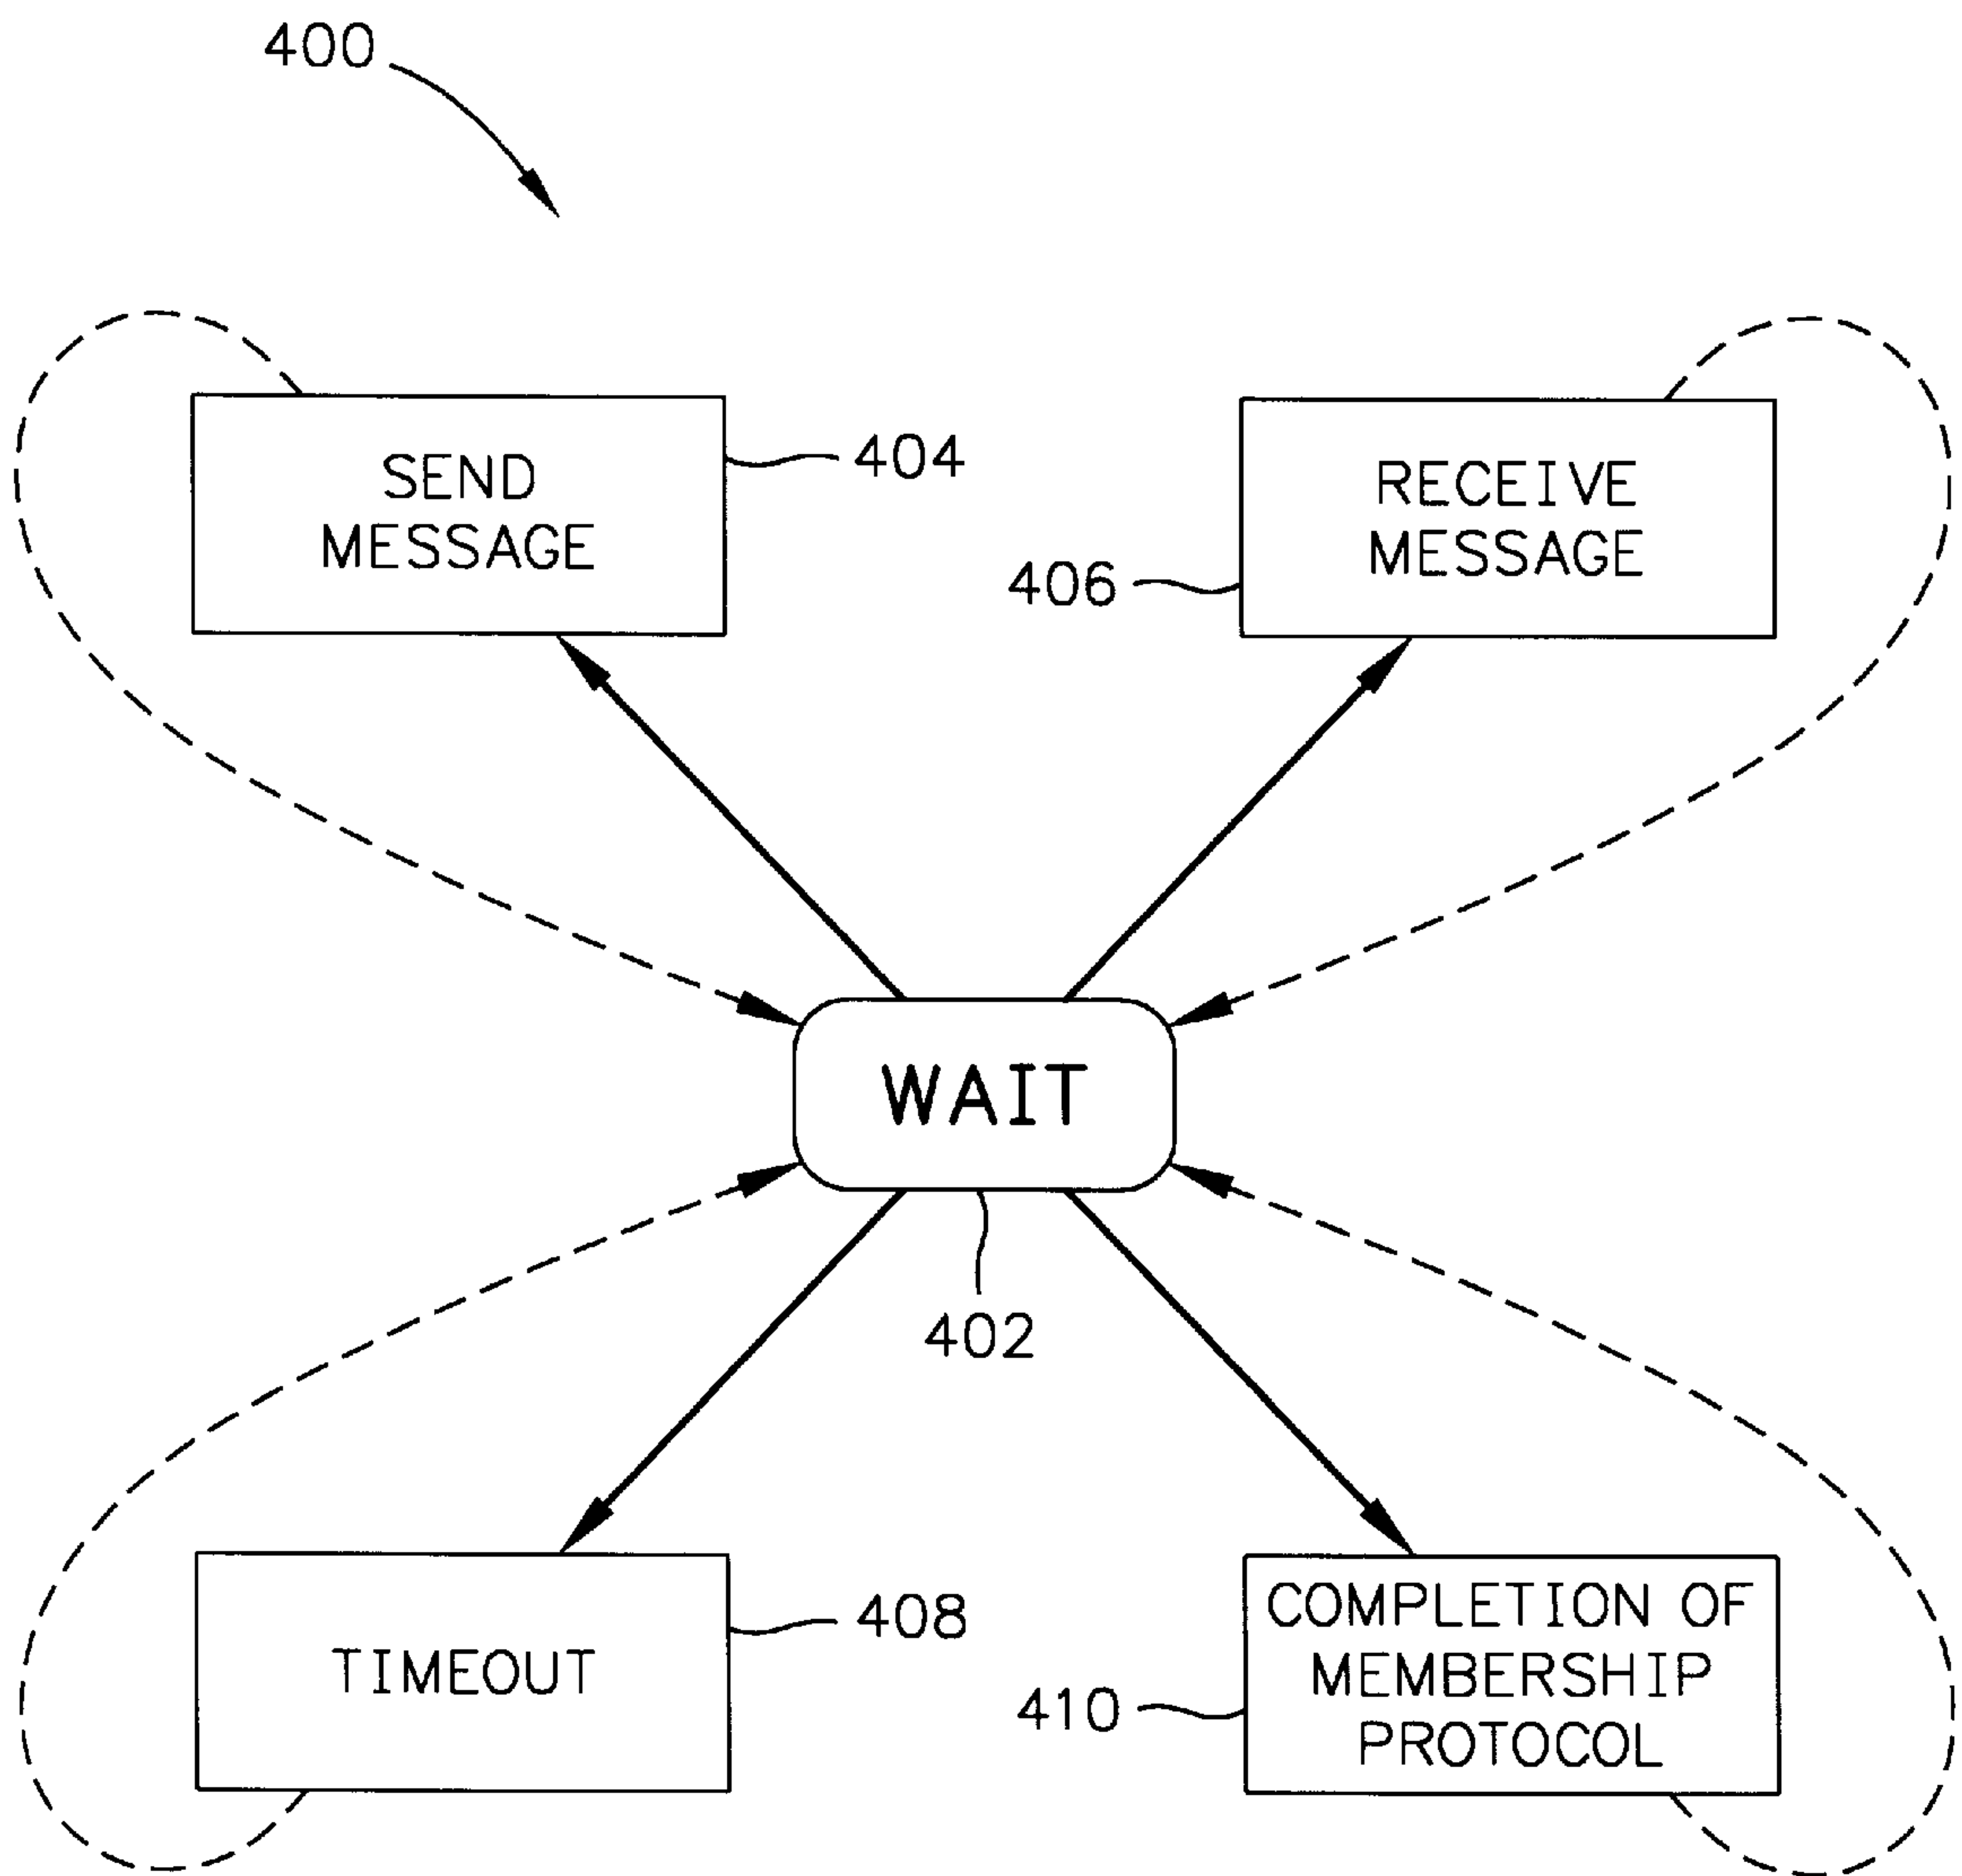 400
SEND
MESSAGE
404
RECEIVE
MESSAGE
406
WAIT
402
TIMEOUT
408
COMPLETION OF
MEMBERSHIP
PROTOCOL
410